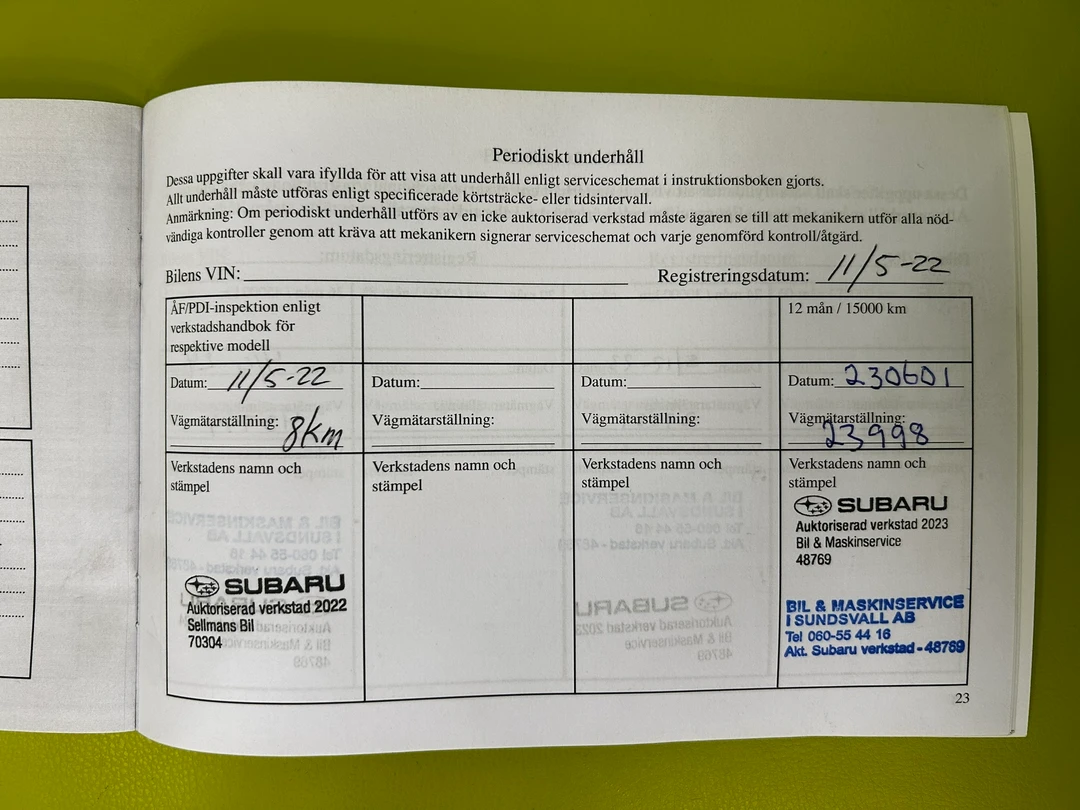 Periodiskt underhåll
Dessa uppgifter skall vara ifyllda för att visa att underhåll enligt serviceschemat i instruktionsboken gjorts.
Allt underhåll måste utföras enligt specificerade körtsträcke- eller tidsintervall.
Anmärkning: Om periodiskt underhåll utförs av en icke auktoriserad verkstad måste ägaren se till att mekanikern utför alla nöd-
vändiga kontroller genom att kräva att mekanikern signerar serviceschemat och varje genomförd kontroll/åtgärd.
Bilens VIN:
Registreringsdatum: 11/5-22
ÅF/PDI-inspektion enligt
verkstadshandbok för
respektive modell
Datum: 11/5-22
Vägmätarställning: 8km
Verkstadens namn och
stämpel
SUBARU
Auktoriserad verkstad 2022
Sellmans Bil
70304
Datum:
Vägmätarställning:
Verkstadens namn och
stämpel
Datum:
Vägmätarställning:
Verkstadens namn och
stämpel
12 mån / 15000 km
Datum: 230601
Vägmätarställning:
23998
Verkstadens namn och
stämpel
SUBARU
Auktoriserad verkstad 2023
Bil & Maskinservice
48769
BIL & MASKINSERVICE
I SUNDSVALL AB
Tel 060-55 44 16
Akt. Subaru verkstad - 48769
23